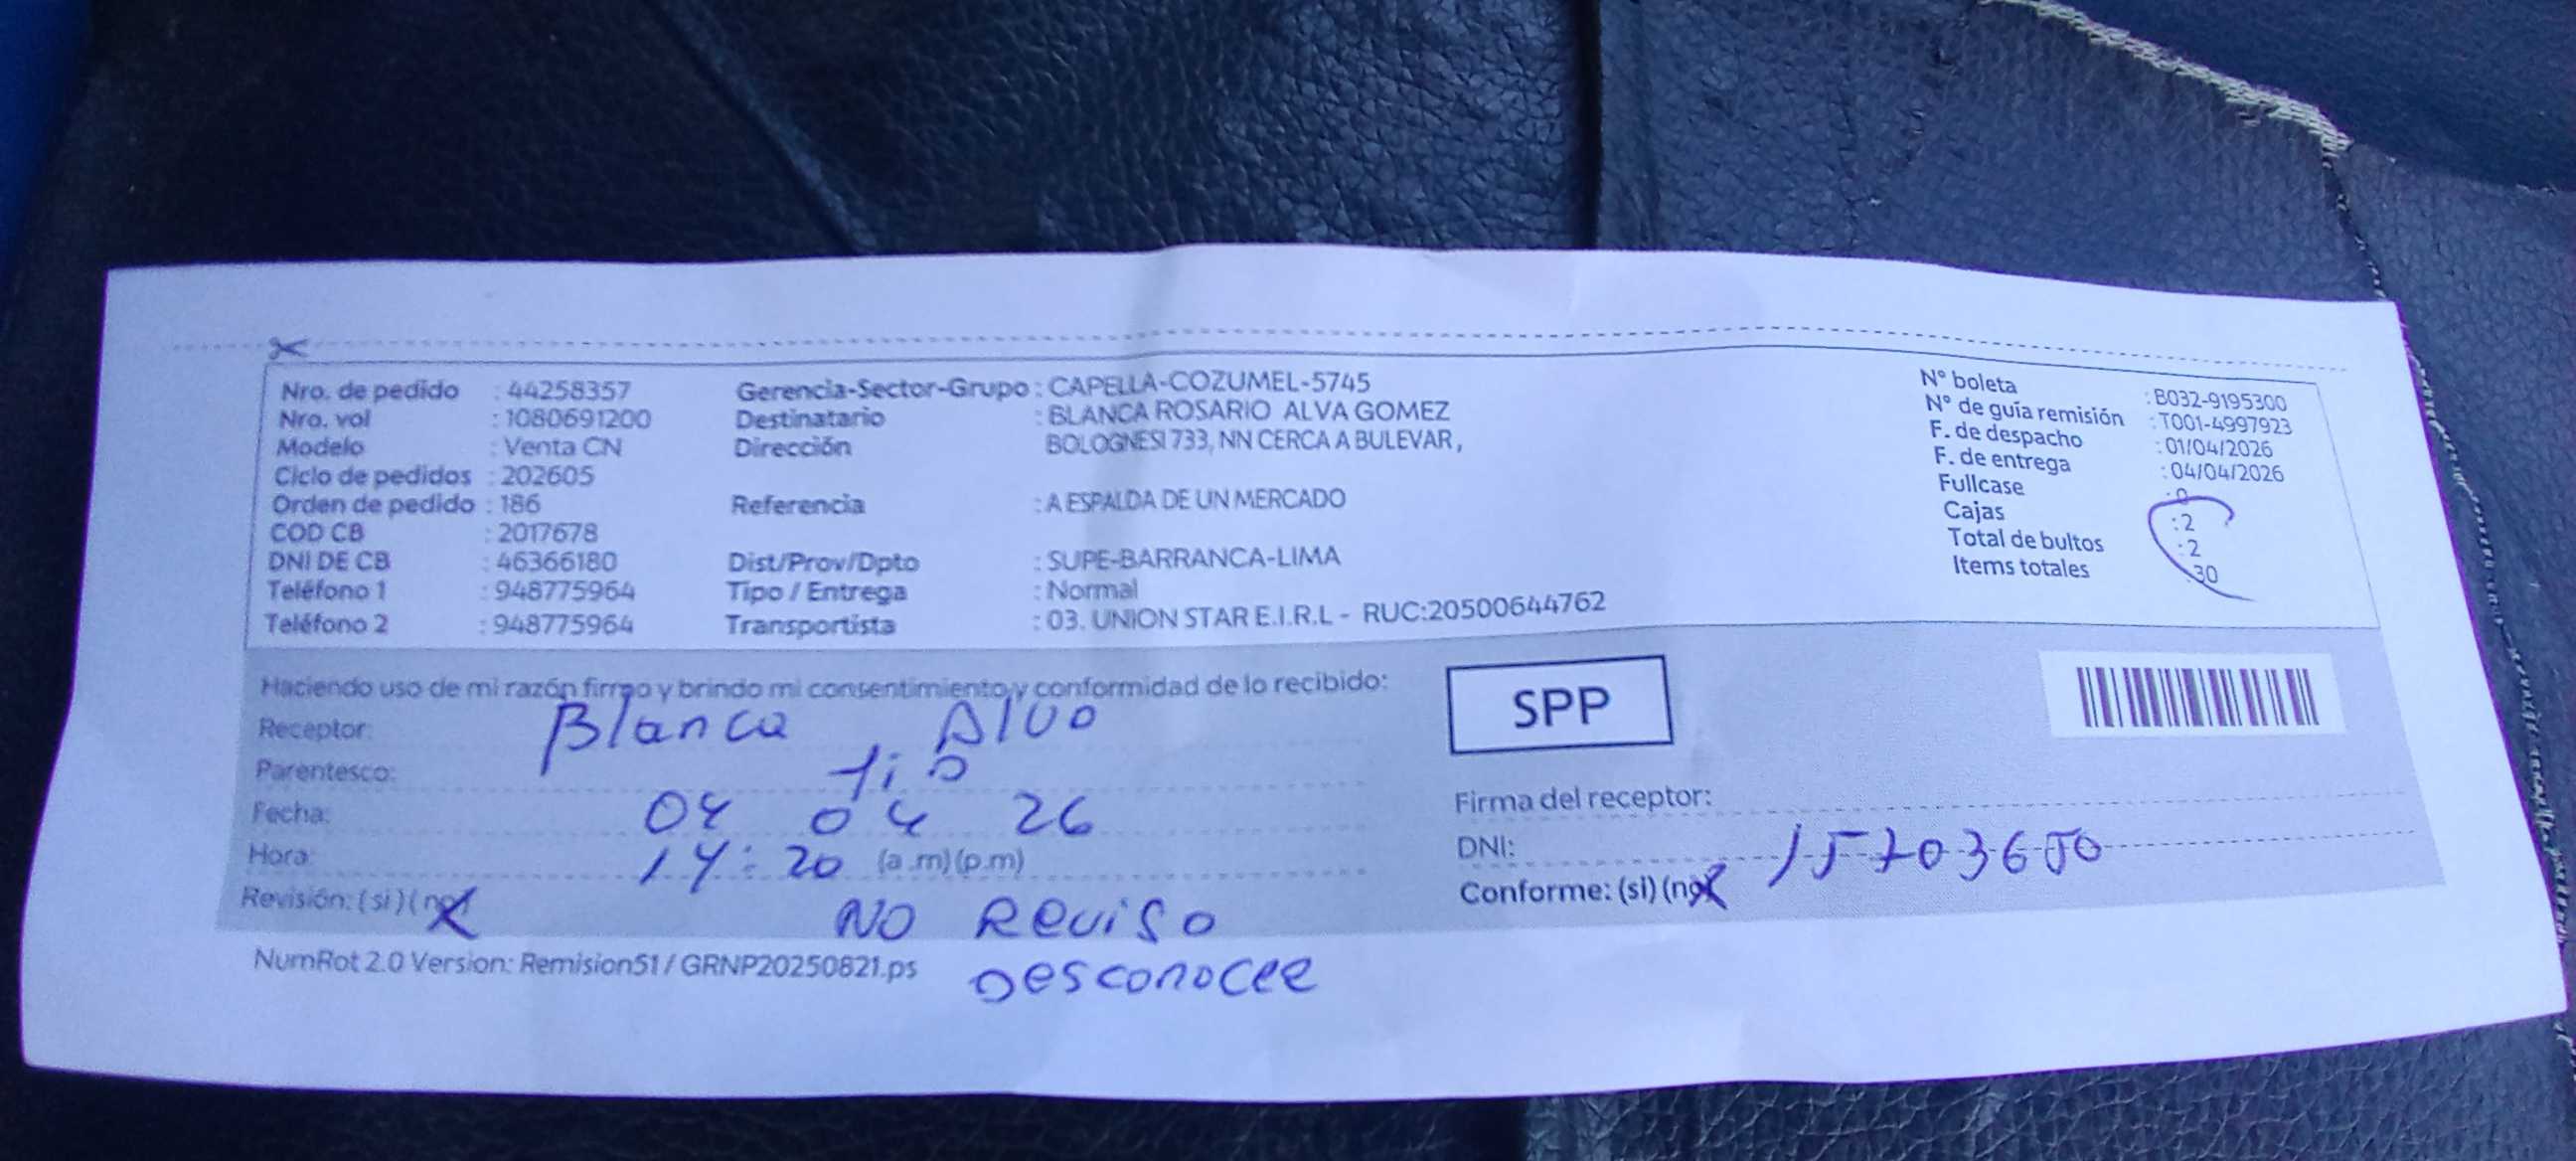 Nro. de pedido : 44258357
Nro. vol : 1080691200
Modelo : Venta CN
Ciclo de pedidos : 202605
Orden de pedido : 186
COD CB : 2017678
DNI DE CB : 46366180
Teléfono 1 : 948775964
Teléfono 2 : 948775964
Gerencia-Sector-Grupo : CAPELLA-COZUMEL-5745
Destinatario : BLANCA ROSARIO ALVA GOMEZ
Dirección BOLOGNESI 733, NN CERCA A BULEVAR,
Referencia : A ESPALDA DE UN MERCADO
Dist/Prov/Dpto : SUPE-BARRANCA-LIMA
Tipo / Entrega : Normal
Transportista : 03. UNION STAR E.I.R.L - RUC:20500644762
N° boleta : B032-9195300
N° de guía remisión : T001-4997923
F. de despacho : 01/04/2026
F. de entrega : 04/04/2026
Fullcase : 0
Cajas : 2
Total de bultos : 2
Items totales 30
Haciendo uso de mi razón firmo y brindo mi consentimiento y conformidad de lo recibido:
Receptor: Blanca Alva
Parentesco: tia
Fecha: 04 04 26
Hora: 14:20 (a.m) (p.m)
Revisión: (si) (no)
NO Reviso
Desconoce
SPP
Firma del receptor:
DNI: 15703650
Conforme: (si) (no)
NumRot 2.0 Version: Remision51 / GRNP20250821.ps